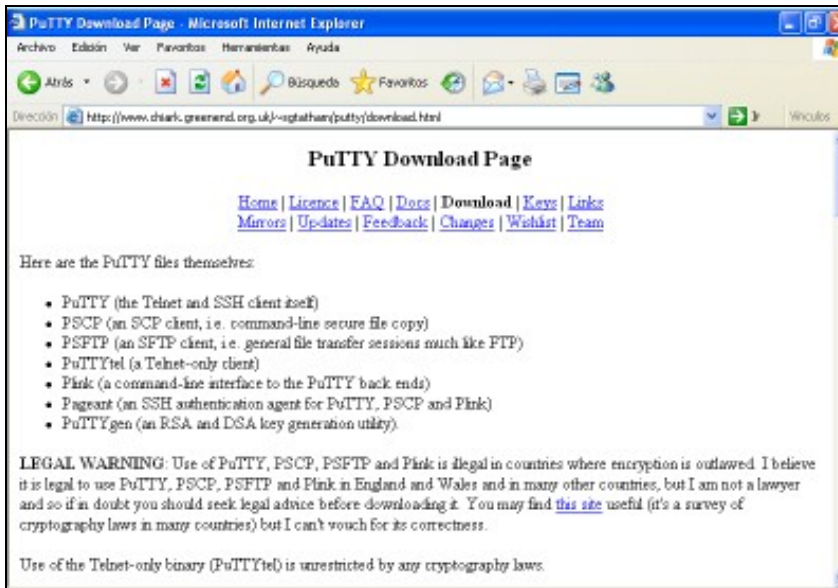 PuTTY Download Page - Microsoft Internet Explorer
Archivo Edición Ver Favoritos Herramientas Ayuda
Atrás Búsqueda Favoritos
Dirección http://www.chiark.greenend.org.uk/~sgtatham/putty/download.html Ir Vínculos
PuTTY Download Page
Home | Licence | FAQ | Docs | Download | Keys | Links
Mirrors | Updates | Feedback | Changes | Wishlist | Team
Here are the PuTTY files themselves:
• PuTTY (the Telnet and SSH client itself)
• PSCP (an SCP client, i.e. command-line secure file copy)
• PSFTP (an SFTP client, i.e. general file transfer sessions much like FTP)
• PuTTYtel (a Telnet-only client)
• Plink (a command-line interface to the PuTTY back ends)
• Pageant (an SSH authentication agent for PuTTY, PSCP and Plink)
• PuTTYgen (an RSA and DSA key generation utility).
LEGAL WARNING: Use of PuTTY, PSCP, PSFTP and Plink is illegal in countries where encryption is outlawed. I believe
it is legal to use PuTTY, PSCP, PSFTP and Plink in England and Wales and in many other countries, but I am not a lawyer
and so if in doubt you should seek legal advice before downloading it. You may find this site useful (it's a survey of
cryptography laws in many countries) but I can't vouch for its correctness.
Use of the Telnet-only binary (PuTTYtel) is unrestricted by any cryptography laws.